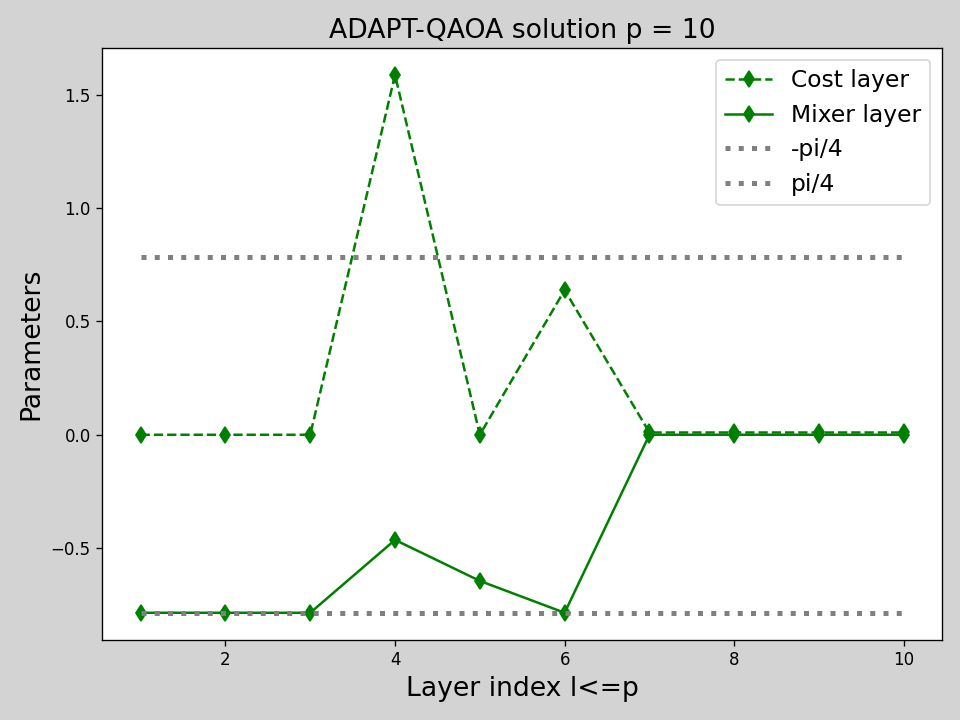 ADAPT-QAOA solution p = 10
Cost layer
Mixer layer
-pi/4
pi/4
Parameters
1.5
1.0
0.5
0.0
−0.5
2 4 6 8 10
Layer index l<=p